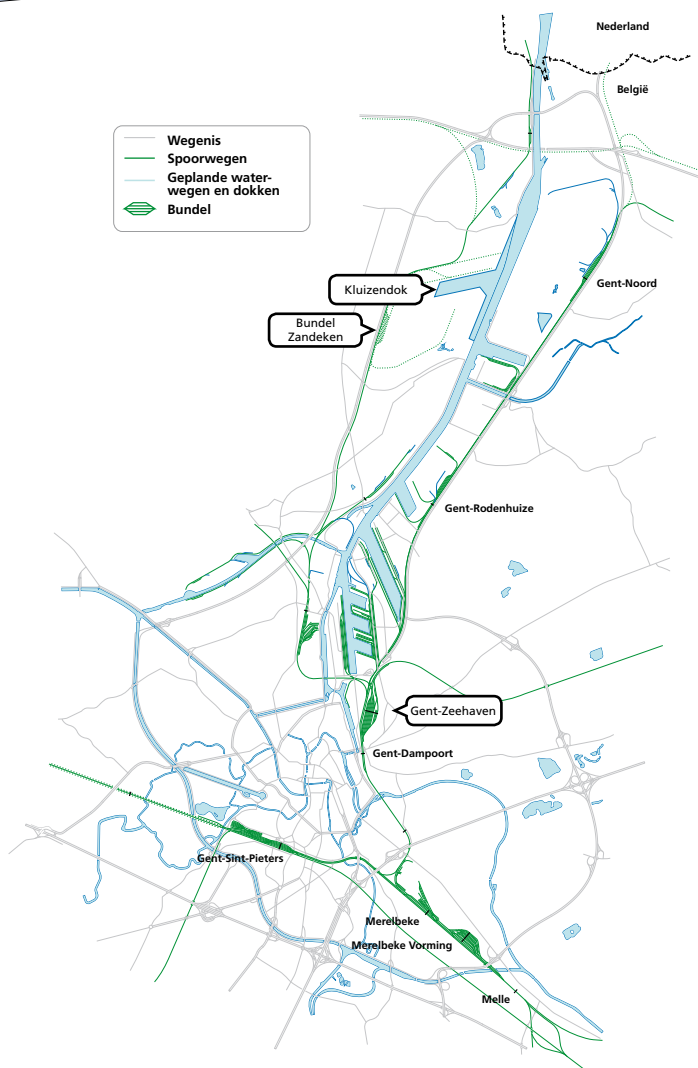 Nederland
België
Wegenis
Spoorwegen
Geplande water-
wegen en dokken
Bundel
Gent-Noord
Kluizendok
Bundel
Zandeken
Gent-Rodenhuize
Gent-Zeehaven
Gent-Dampoort
Gent-Sint-Pieters
Merelbeke
Merelbeke Vorming
Melle